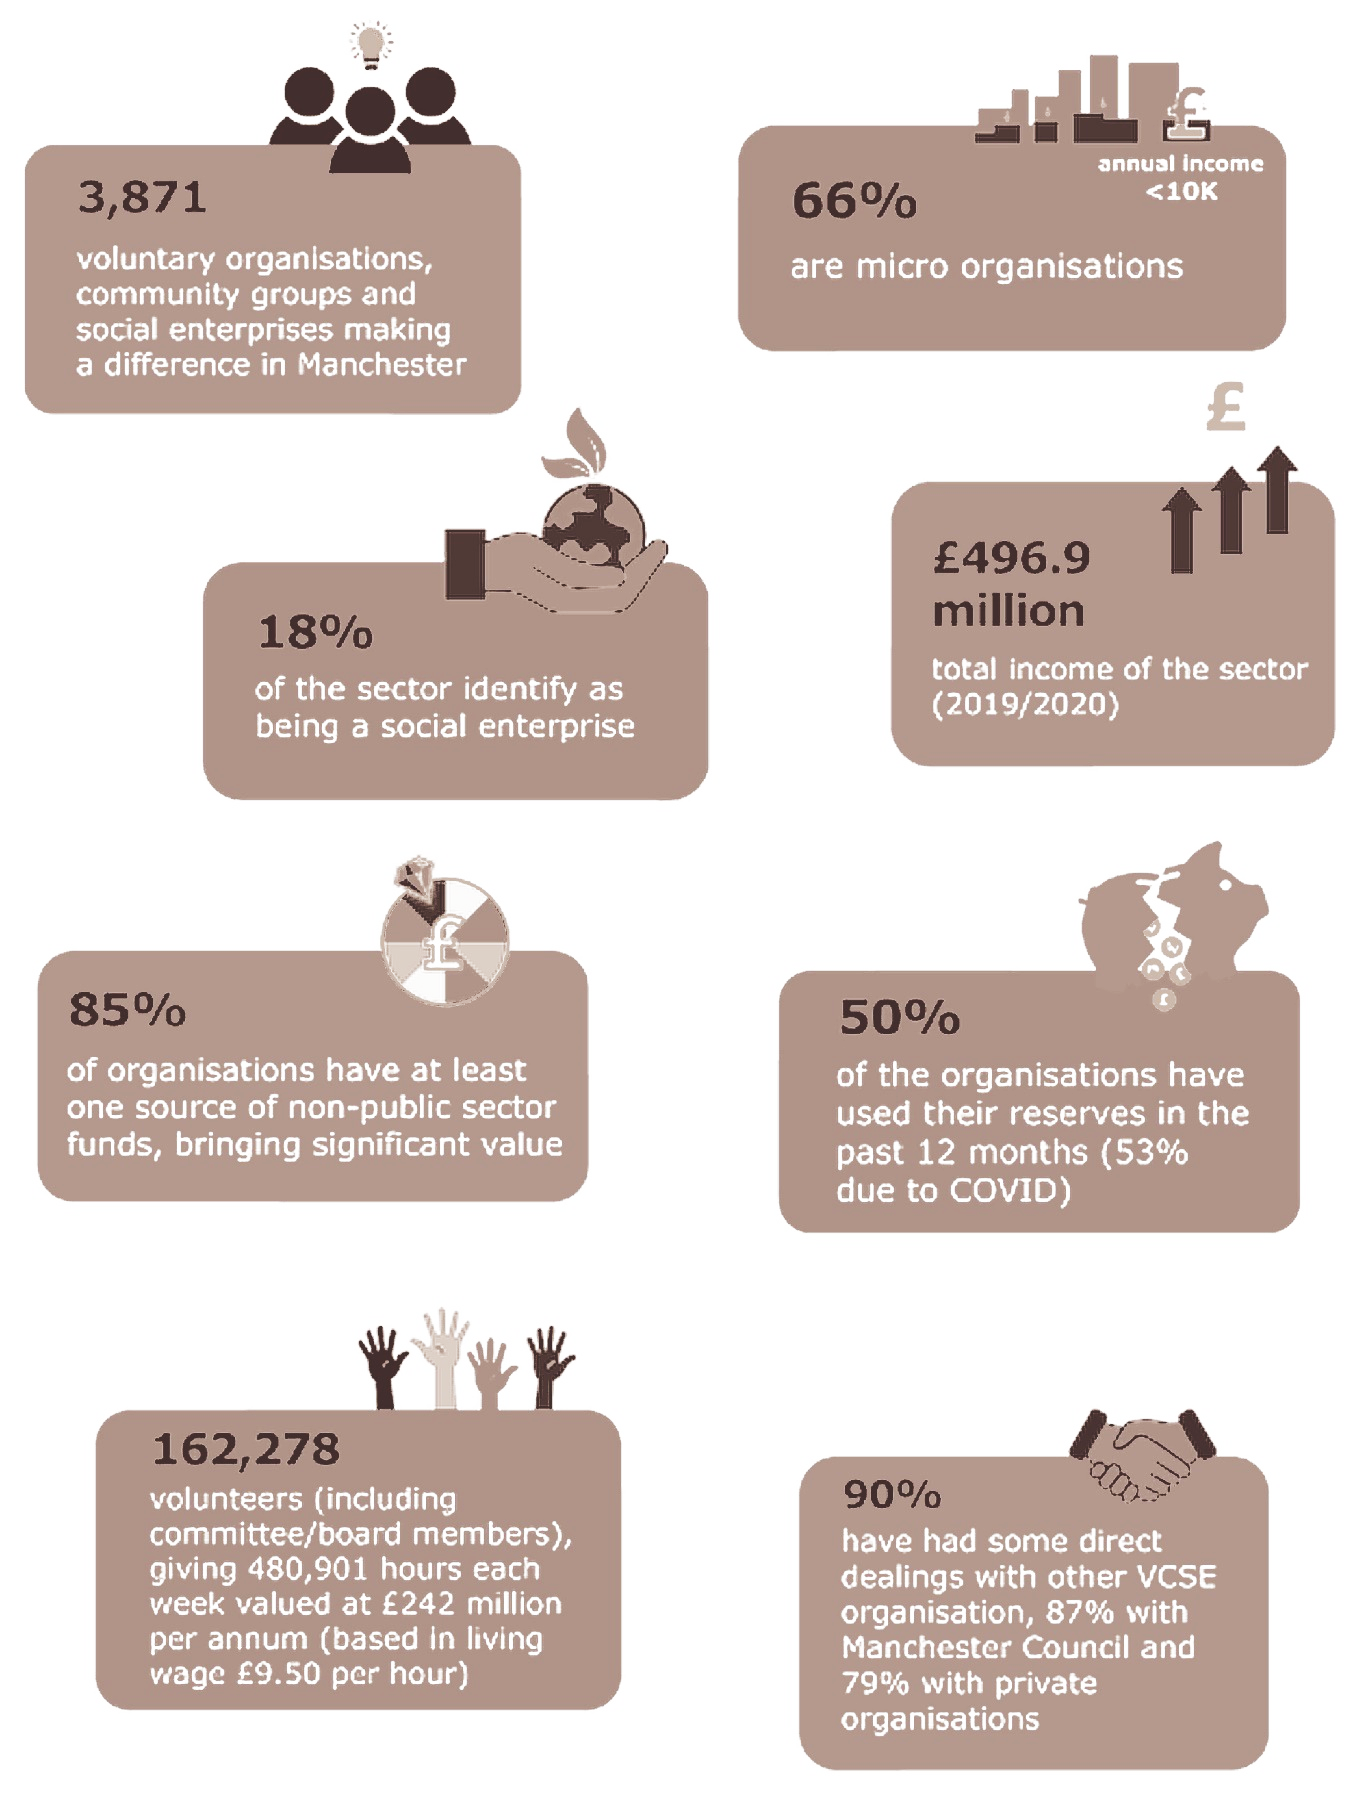 3,871
voluntary organisations,
community groups and
social enterprises making
a difference in Manchester
£
annual income
<10K
66%
are micro organisations
18%
of the sector identify as
being a social enterprise
£
£496.9
million
total income of the sector
(2019/2020)
£
85%
of organisations have at least
one source of non-public sector
funds, bringing significant value
50%
of the organisations have
used their reserves in the
past 12 months (53%
due to COVID)
162,278
volunteers (including
committee/board members),
giving 480,901 hours each
week valued at £242 million
per annum (based in living
wage £9.50 per hour)
90%
have had some direct
dealings with other VCSE
organisation, 87% with
Manchester Council and
79% with private
organisations